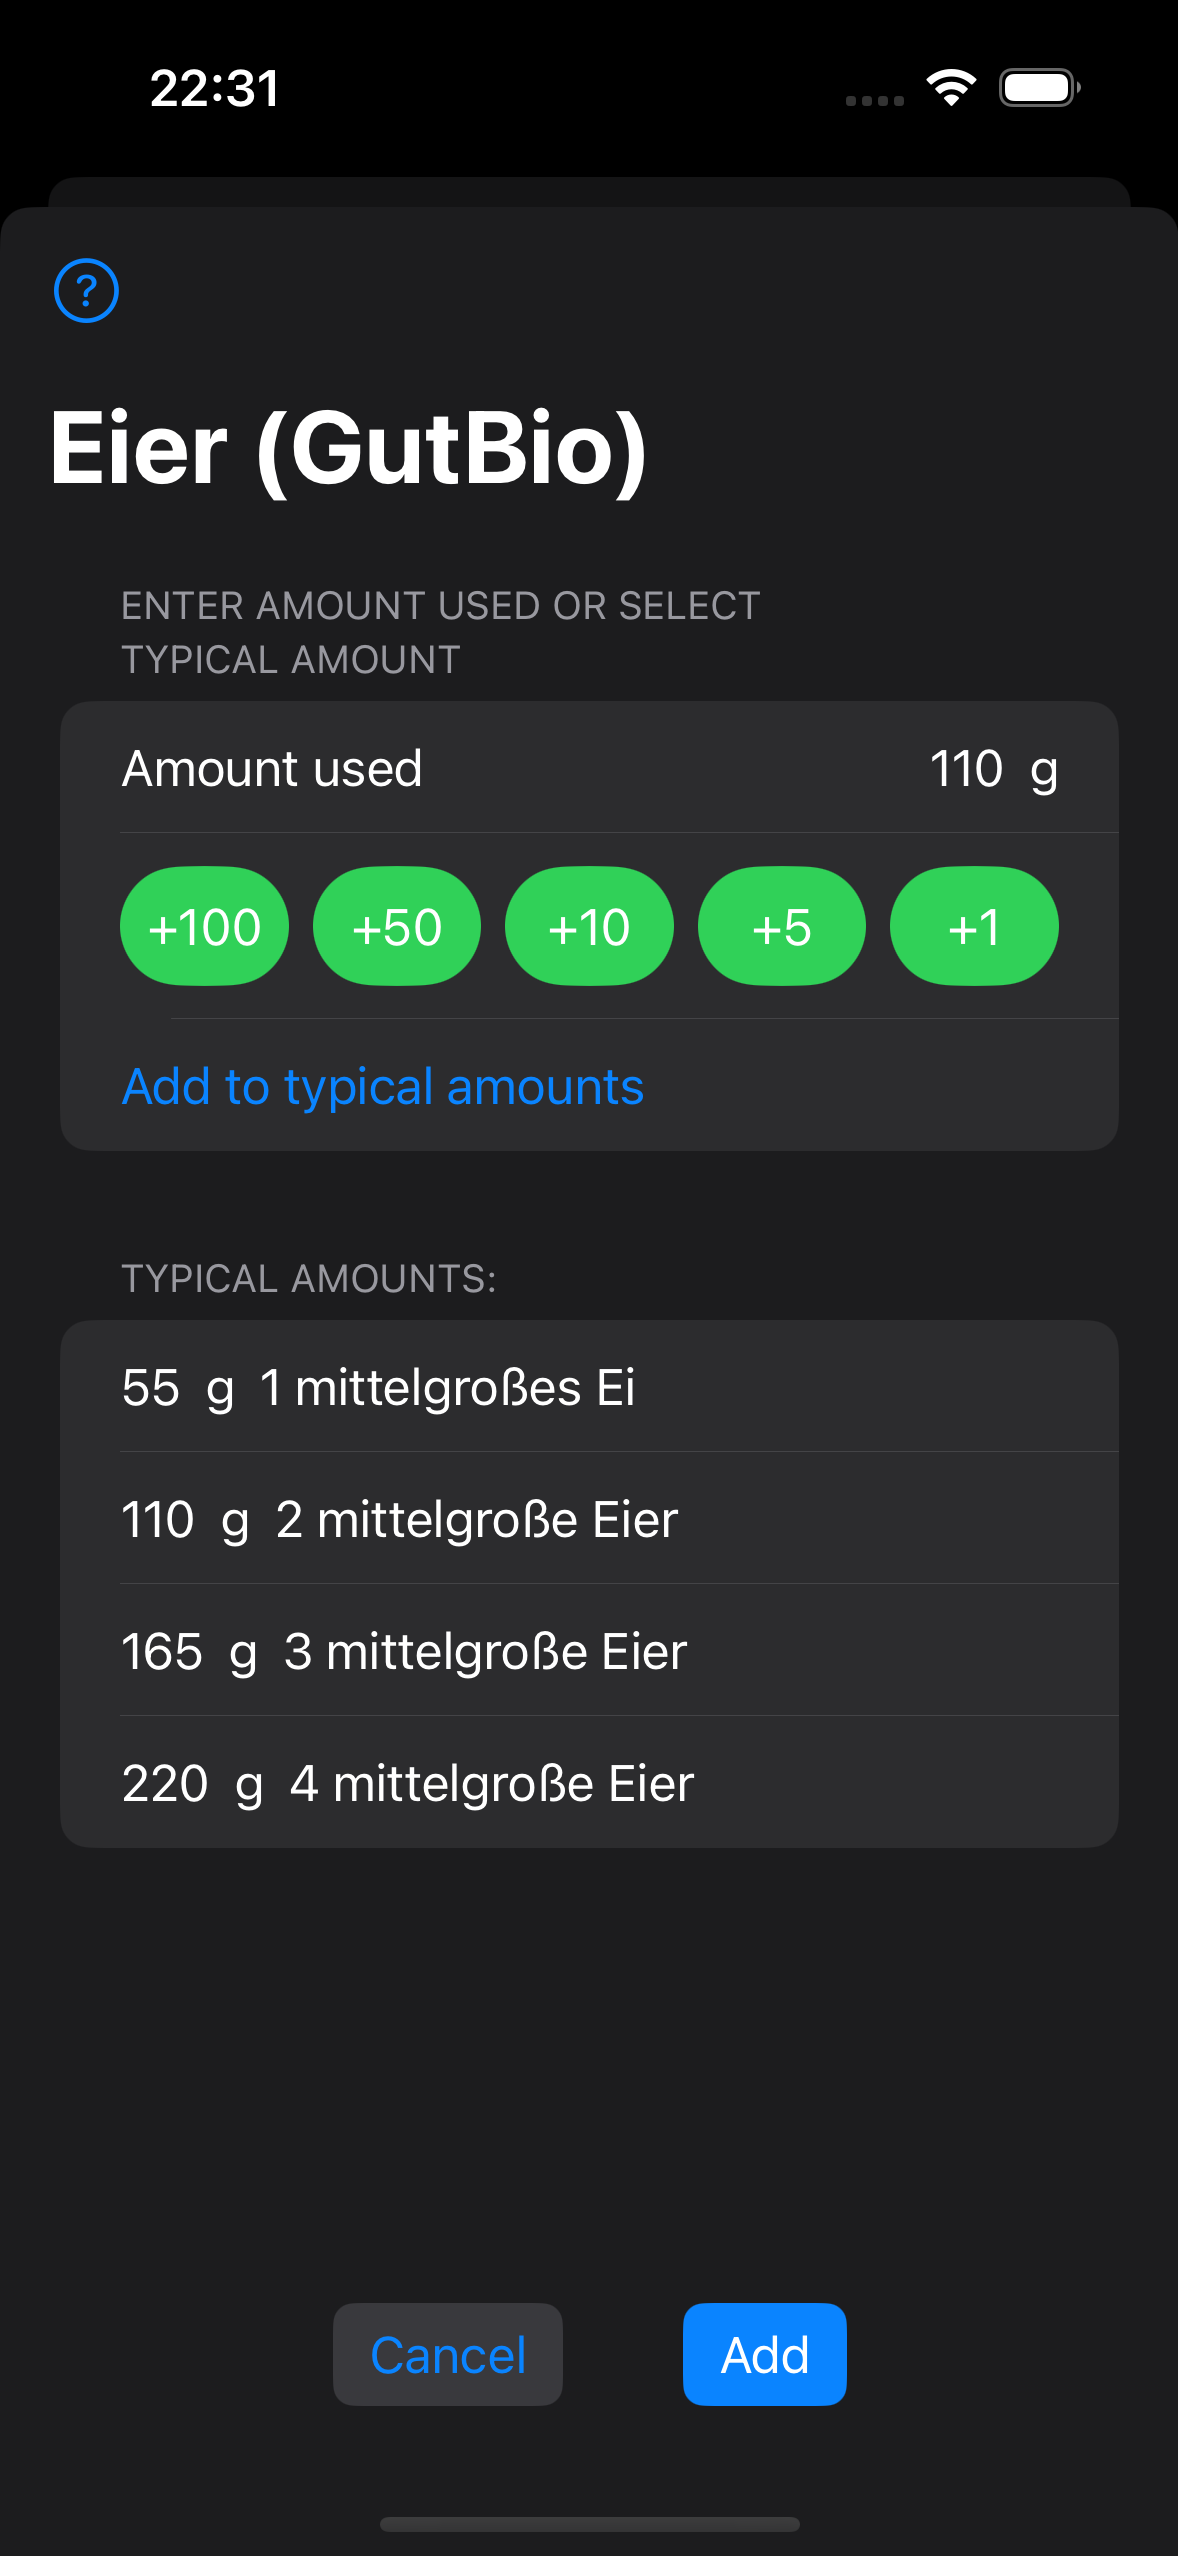 22:31
?
Eier (GutBio)
ENTER AMOUNT USED OR SELECT
TYPICAL AMOUNT
Amount used 110 g
+100 +50 +10 +5 +1
Add to typical amounts
TYPICAL AMOUNTS:
55 g 1 mittelgroßes Ei
110 g 2 mittelgroße Eier
165 g 3 mittelgroße Eier
220 g 4 mittelgroße Eier
Cancel Add